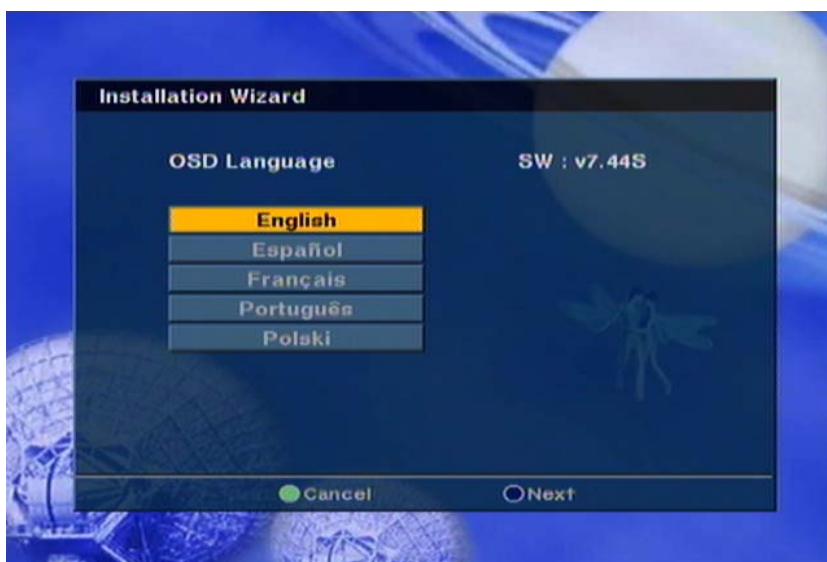 Installation Wizard
OSD Language
SW : v7.44S
English
Español
Français
Português
Polski
Cancel
Next